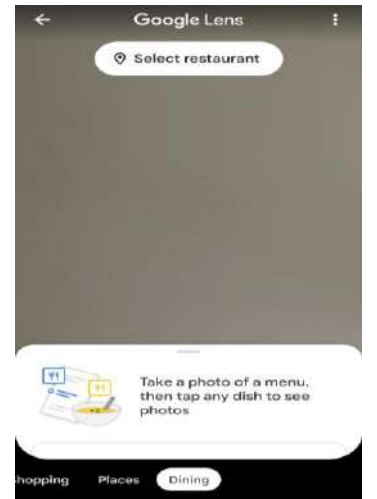 Google Lens
Select restaurant
Take a photo of a menu,
then tap any dish to see
photos
hopping Places Dining